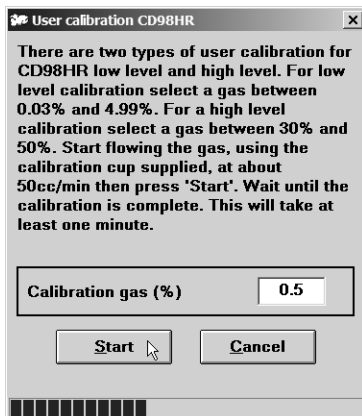 User calibration CD98HR
There are two types of user calibration for
CD98HR low level and high level. For low
level calibration select a gas between
0.03% and 4.99%. For a high level
calibration select a gas between 30% and
50%. Start flowing the gas, using the
calibration cup supplied, at about
50cc/min then press 'Start'. Wait until the
calibration is complete. This will take at
least one minute.
Calibration gas (%) 0.5
Start Cancel